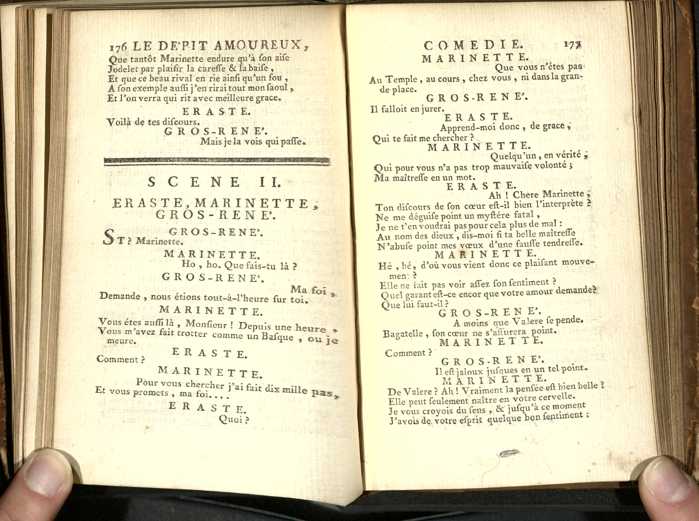 176 LE DE'PIT AMOUREUX,
Que tantôt Marinette endure qu'à son aise
Jodelet par plaisir la caresse & la baise,
Et que ce beau rival en rie ainsi qu'un fou,
A son exemple aussi j'en rirai tout mon saoul,
Et l'on verra qui rit avec meilleure grace.
ERASTE.
Voilà de tes discours.
GROS-RENE'.
Mais je la vois qui passe.
SCENE II.
ERASTE, MARINETTE,
GROS-RENE'.
GROS-RENE'.
ST? Marinette.
MARINETTE.
Ho, ho. Que fais-tu là ?
GROS-RENE'.
Ma foi,
Demande, nous étions tout-à-l'heure sur toi.
MARINETTE.
Vous êtes aussi là, Monsieur ! Depuis une heure,
Vous m'avez fait trotter comme un Basque, ou je
meure.
ERASTE.
Comment ?
MARINETTE.
Pour vous chercher j'ai fait dix mille pas,
Et vous promets, ma foi....
ERASTE.
Quoi ?
COMEDIE. 177
MARINETTE.
Que vous n'êtes pas
Au Temple, au cours, chez vous, ni dans la gran-
de place.
GROS-RENE'.
Il falloit en jurer.
ERASTE.
Apprend-moi donc, de grace,
Qui te fait me chercher ?
MARINETTE.
Quelqu'un, en vérité,
Qui pour vous n'a pas trop mauvaise volonté ;
Ma maîtresse en un mot.
ERASTE.
Ah ! Chere Marinette,
Ton discours de son cœur est-il bien l'interprète ?
Ne me déguise point un mystére fatal,
Je ne t'en voudrai pas pour cela plus de mal :
Au nom des dieux, dis-moi si ta belle maîtresse
N'abuse point mes vœux d'une fausse tendresse.
MARINETTE.
Hé, hé, d'où vous vient donc ce plaisant mouve-
men: ?
Elle ne fait pas voir assez son sentiment ?
Quel garant est-ce encor que votre amour demande?
Que lui faut-il ?
GROS-RENE'.
A moins que Valere se pende.
Bagatelle, son cœur ne s'assurera point.
MARINETTE.
Comment ?
GROS-RENE'.
Il est jaloux jusques en un tel point.
MARINETTE.
De Valere ? Ah ! Vraiment la pensée est bien belle !
Elle peut seulement naître en votre cervelle.
Je vous croyois du sens, & jusqu'à ce moment
J'avois de votre esprit quelque bon sentiment :